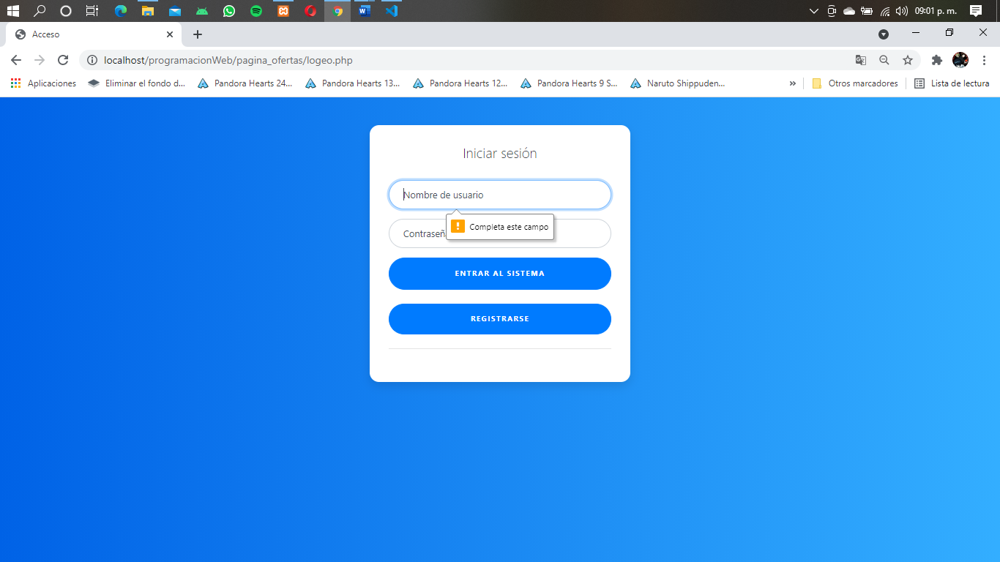 09:01 p. m.
Acceso
localhost/programacionWeb/pagina_ofertas/logeo.php
Aplicaciones Eliminar el fondo d... Pandora Hearts 24... Pandora Hearts 13... Pandora Hearts 12... Pandora Hearts 9 S... Naruto Shippuden... » Otros marcadores Lista de lectura
Iniciar sesión
Nombre de usuario
Completa este campo
Contraseñ
ENTRAR AL SISTEMA
REGISTRARSE